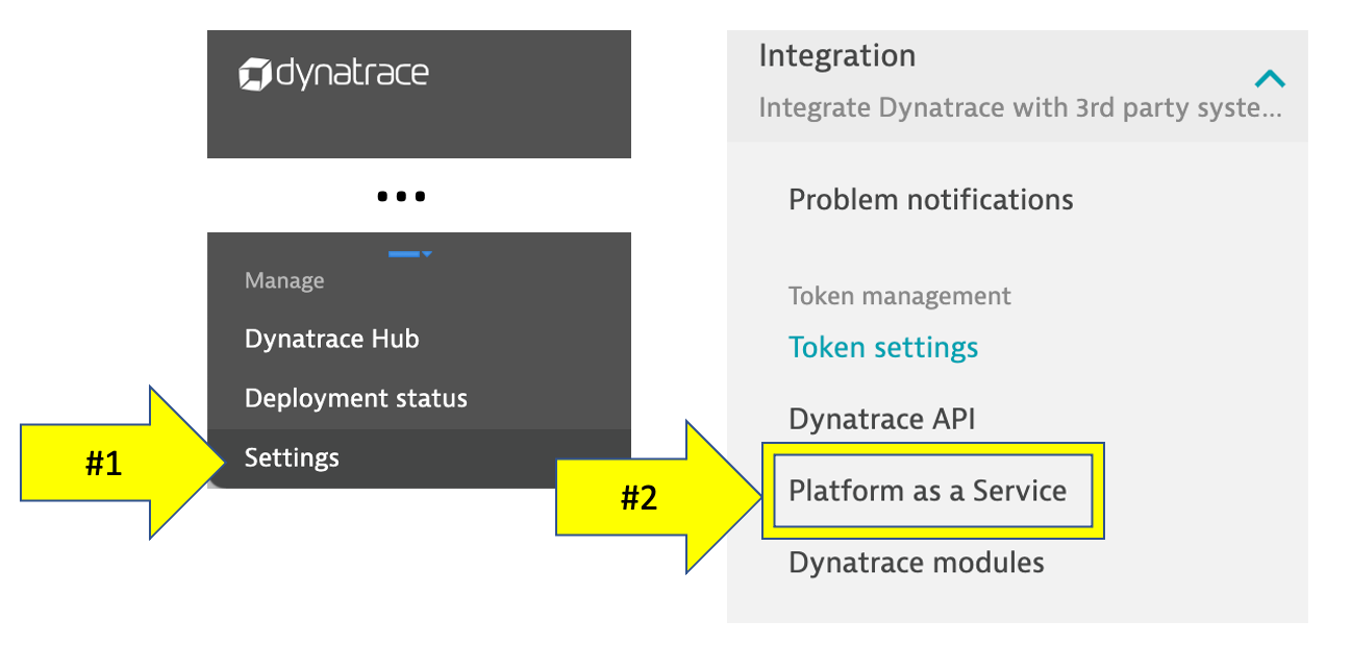 dynatrace
...
Manage
Dynatrace Hub
Deployment status
Settings
#1
Integration
Integrate Dynatrace with 3rd party syste...
Problem notifications
Token management
Token settings
Dynatrace API
Platform as a Service
#2
Dynatrace modules